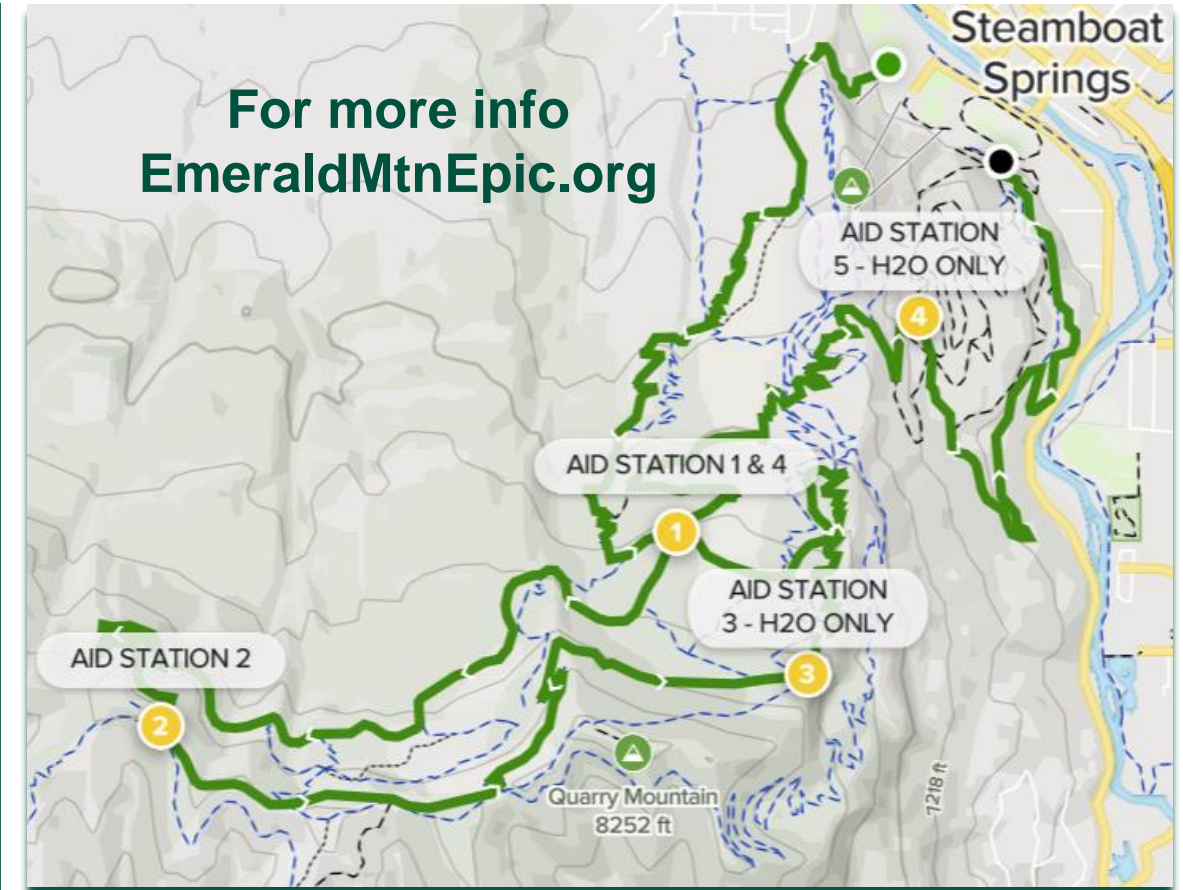 Steamboat
Springs
For more info
EmeraldMtnEpic.org
AID STATION
5 - H2O ONLY
4
AID STATION 1 & 4
1
AID STATION
3 - H2O ONLY
3
AID STATION 2
2
Quarry Mountain
8252 ft
7218 ft